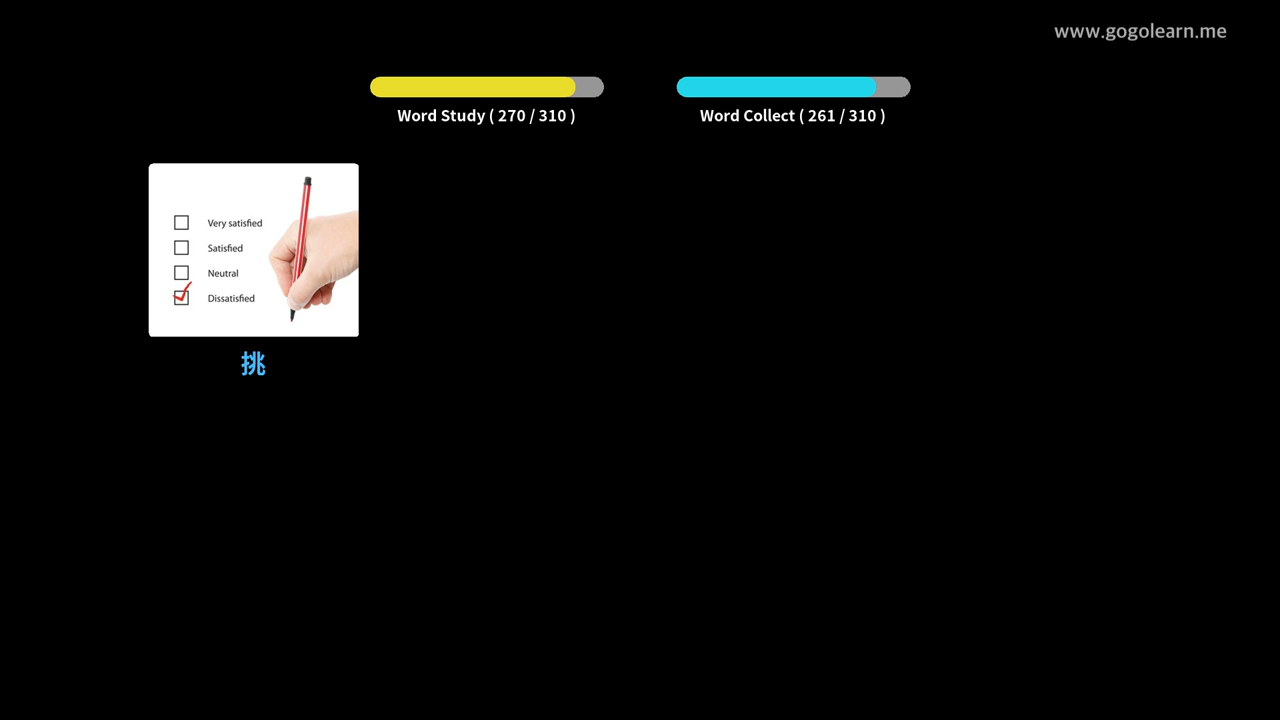 www.gogolearn.me
Word Study ( 270 / 310 )
Word Collect ( 261 / 310 )
Very satisfied
Satisfied
Neutral
Dissatisfied
挑